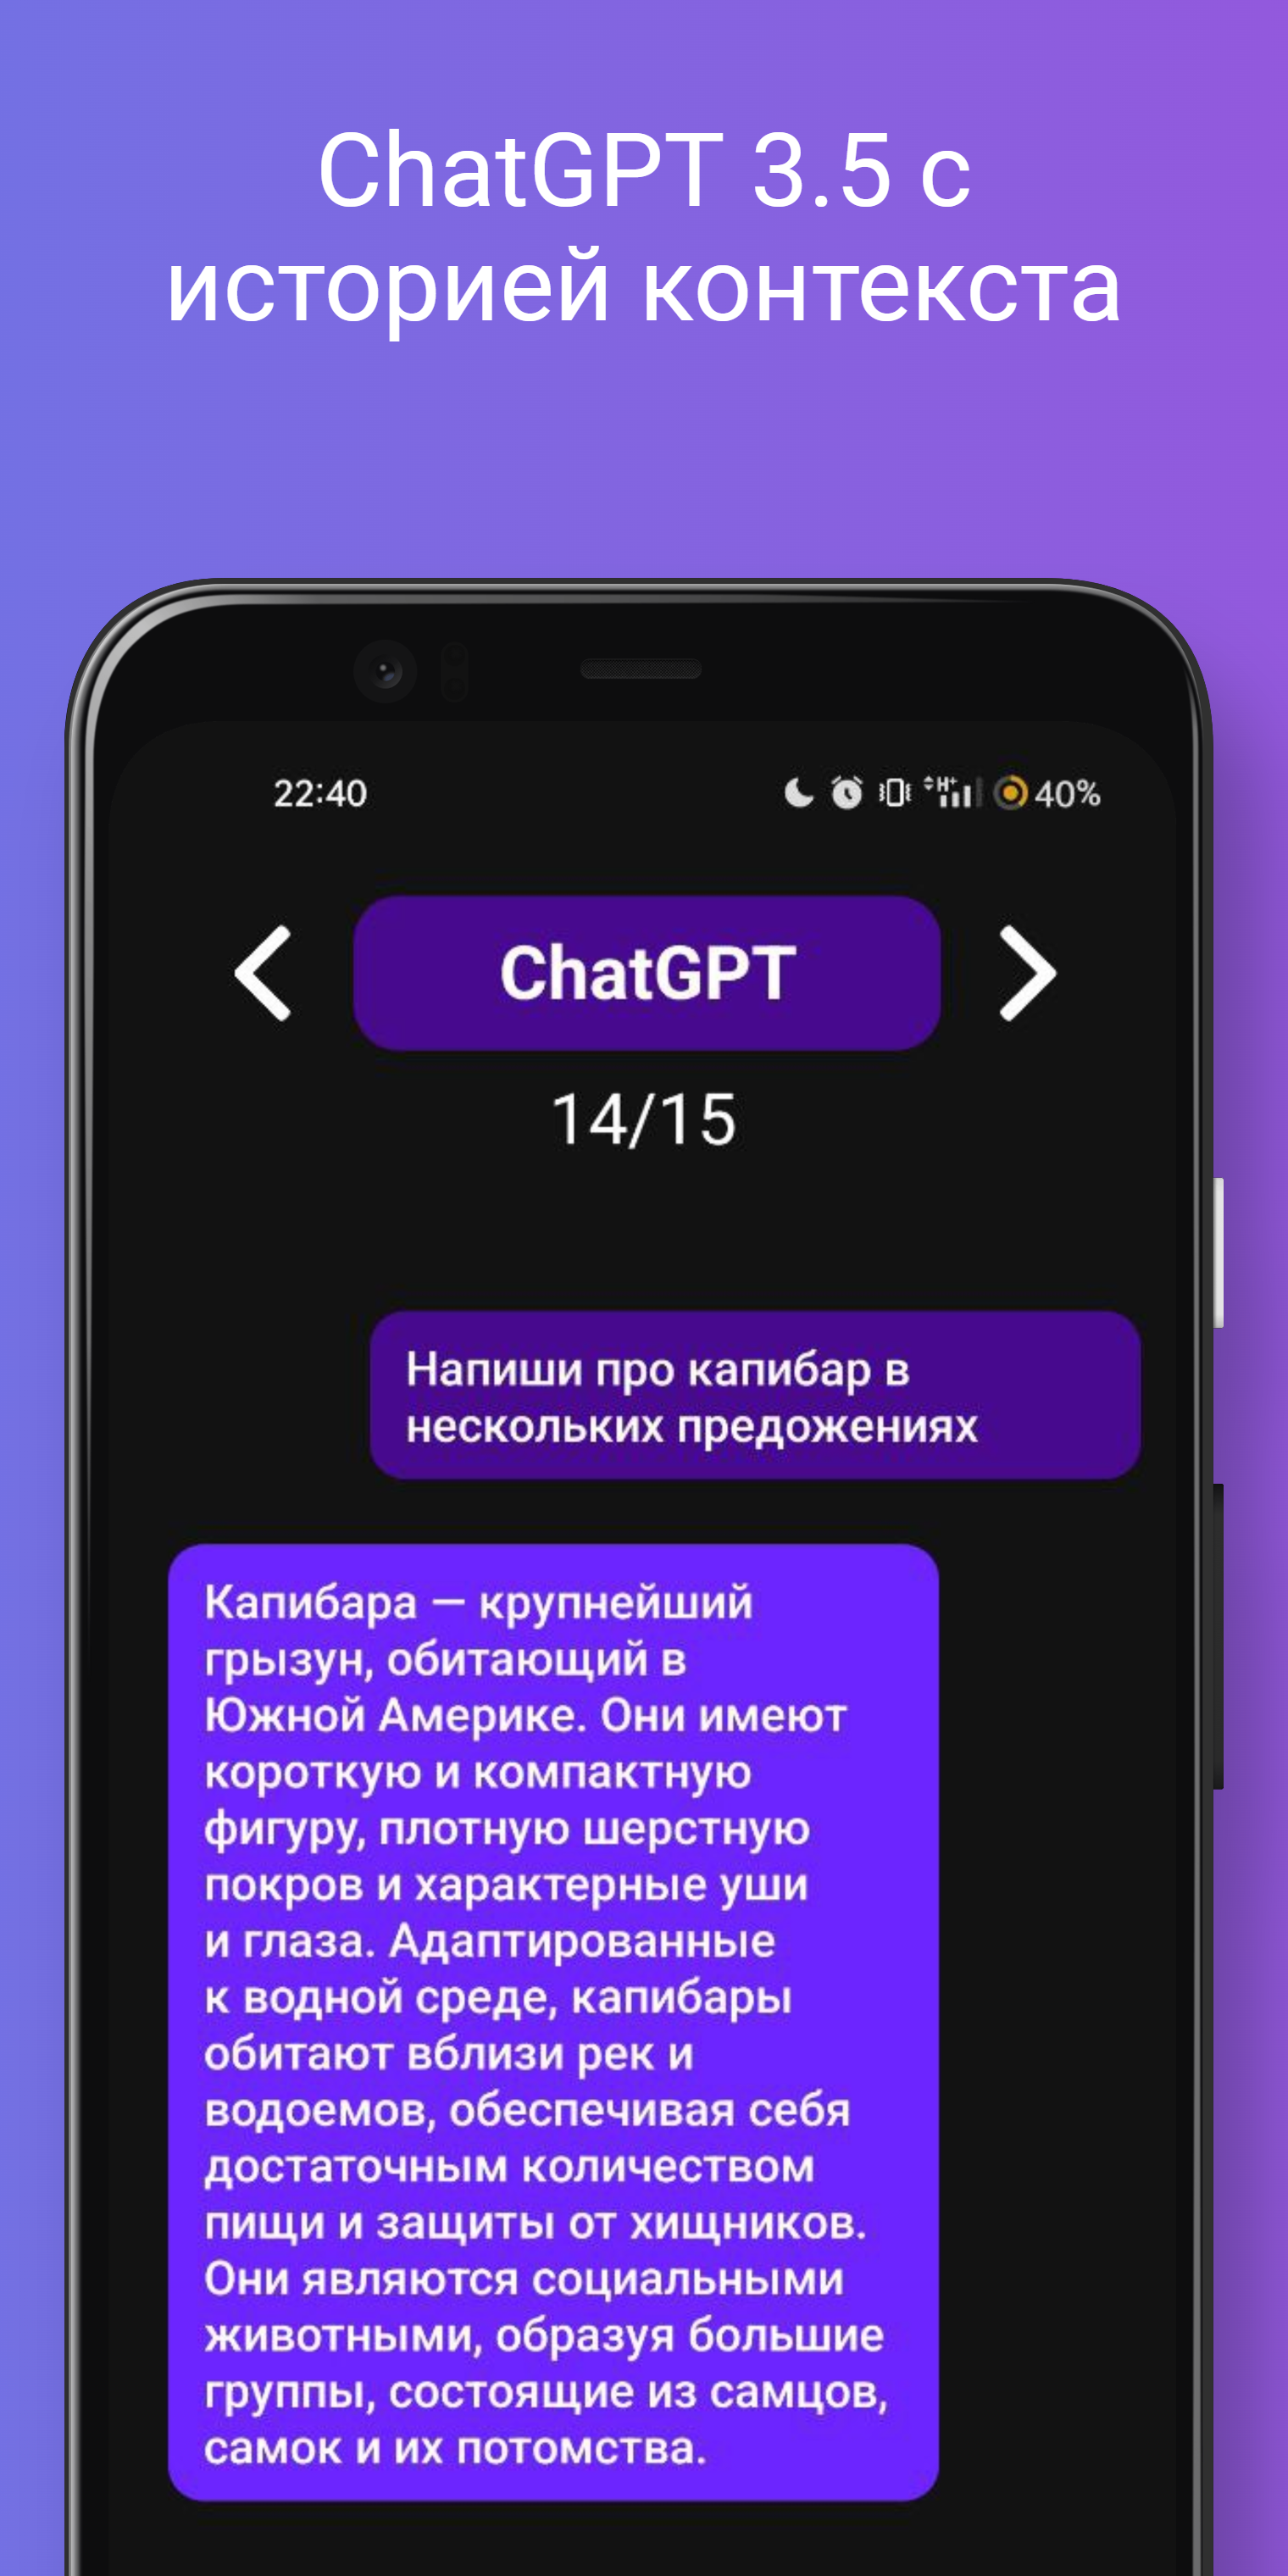 ChatGPT 3.5 с
историей контекста
22:40
H+ 40%
ChatGPT
14/15
Напиши про капибар в
нескольких предожениях
Капибара — крупнейший
грызун, обитающий в
Южной Америке. Они имеют
короткую и компактную
фигуру, плотную шерстную
покров и характерные уши
и глаза. Адаптированные
к водной среде, капибары
обитают вблизи рек и
водоемов, обеспечивая себя
достаточным количеством
пищи и защиты от хищников.
Они являются социальными
животными, образуя большие
группы, состоящие из самцов,
самок и их потомства.